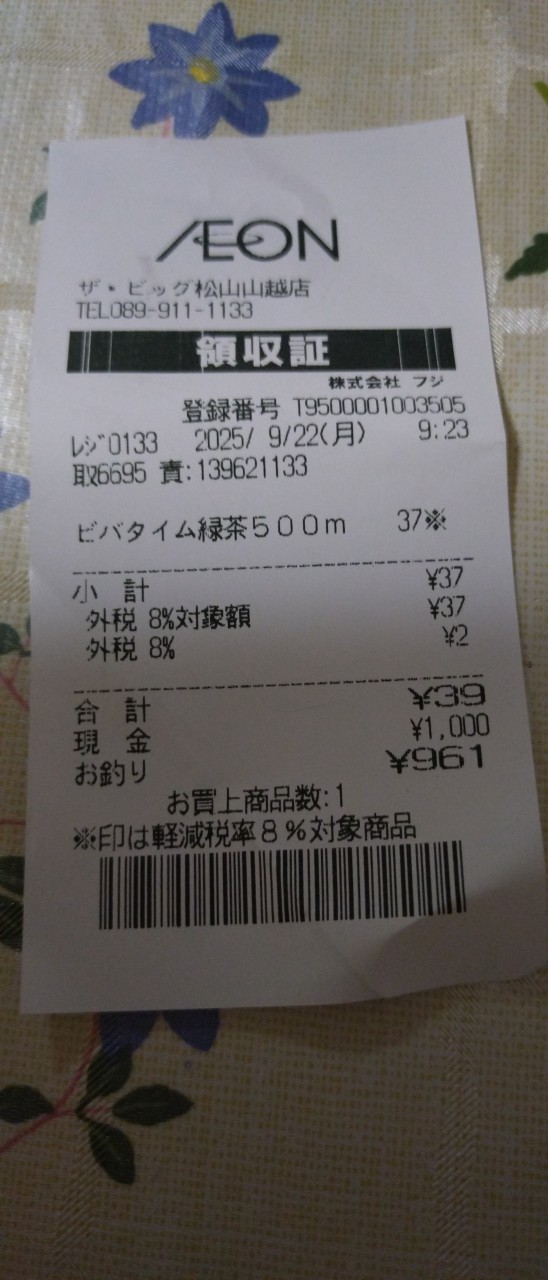 ÆON
ザ・ビッグ松山山越店
TEL089-911-1133
領収証
株式会社 フジ
登録番号 T9500001003505
ﾚｼﾞ0133 2025/ 9/22(月) 9:23
取6695 責:139621133
ビバタイム緑茶５００ｍ 37※
小 計 ¥37
外税 8%対象額 ¥37
外税 8% ¥2
合 計 ¥39
現 金 ¥1,000
お釣り ¥961
お買上商品数:1
※印は軽減税率８％対象商品